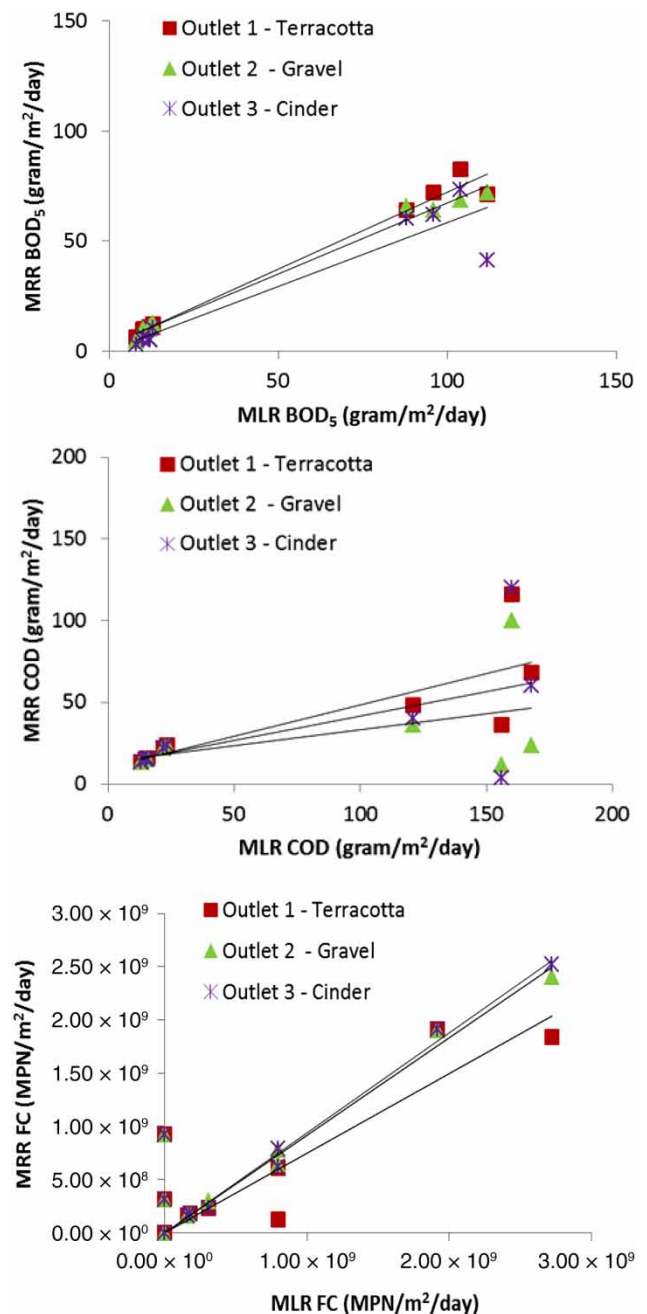 150
100
50
0
0
50
100
150
Outlet 1 - Terracotta
Outlet 2 - Gravel
Outlet 3 - Cinder
MRR BOD₅ (gram/m²/day)
MLR BOD₅ (gram/m²/day)
200
150
100
50
0
0
50
100
150
200
Outlet 1 - Terracotta
Outlet 2 - Gravel
Outlet 3 - Cinder
MRR COD (gram/m²/day)
MLR COD (gram/m²/day)
3.00 × 10⁹
2.50 × 10⁹
2.00 × 10⁹
1.50 × 10⁹
1.00 × 10⁹
5.00 × 10⁸
0.00 × 10⁰
0.00 × 10⁰
1.00 × 10⁹
2.00 × 10⁹
3.00 × 10⁹
Outlet 1 - Terracotta
Outlet 2 - Gravel
Outlet 3 - Cinder
MRR FC (MPN/m²/day)
MLR FC (MPN/m²/day)